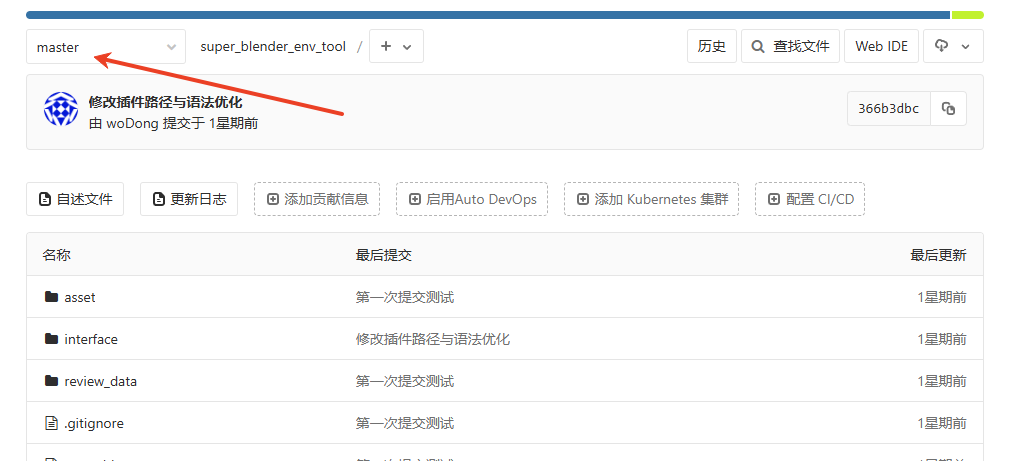 master super_blender_env_tool / + 历史 查找文件 Web IDE
修改插件路径与语法优化
由 woDong 提交于 1星期前
366b3dbc
自述文件 更新日志 添加贡献信息 启用Auto DevOps 添加 Kubernetes 集群 配置 CI/CD
名称 最后提交 最后更新
asset 第一次提交测试 1星期前
interface 修改插件路径与语法优化 1星期前
review_data 第一次提交测试 1星期前
.gitignore 第一次提交测试 1星期前